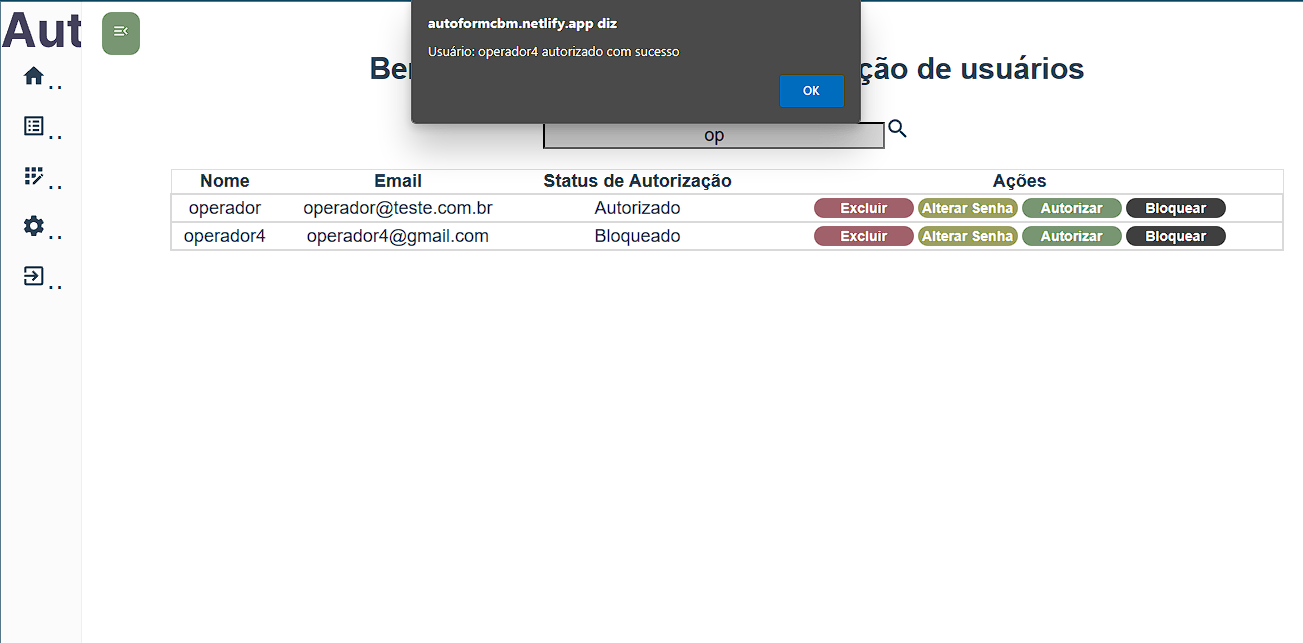 Aut
autoformcbm.netlify.app diz
Usuário: operador4 autorizado com sucesso
OK
ção de usuários
op
Nome Email Status de Autorização Ações
operador operador@teste.com.br Autorizado Excluir Alterar Senha Autorizar Bloquear
operador4 operador4@gmail.com Bloqueado Excluir Alterar Senha Autorizar Bloquear
..
..
..
..
..